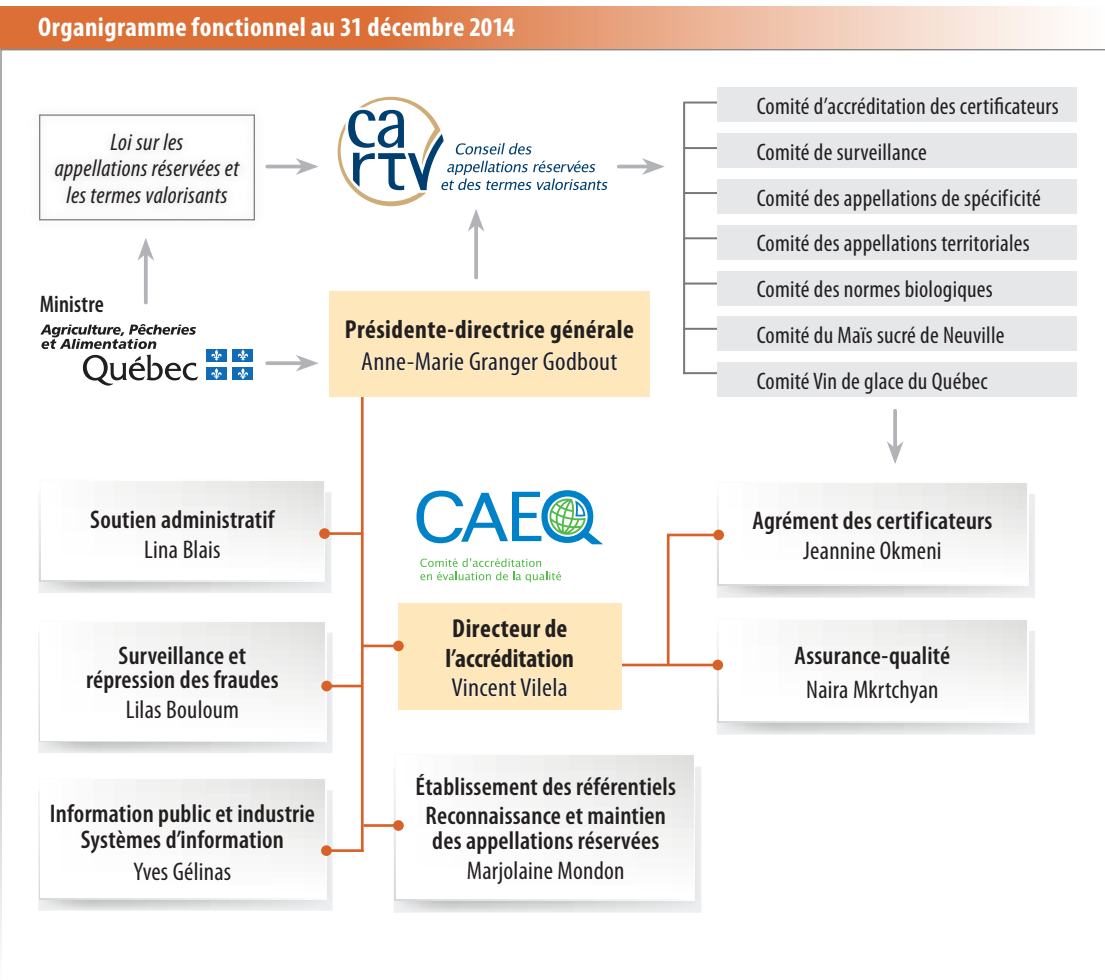 Organigramme fonctionnel au 31 décembre 2014
Loi sur les
appellations réservées et
les termes valorisants
ca
rtv
Conseil des
appellations réservées
et des termes valorisants
Comité d'accréditation des certificateurs
Comité de surveillance
Comité des appellations de spécificité
Comité des appellations territoriales
Comité des normes biologiques
Comité du Maïs sucré de Neuville
Comité Vin de glace du Québec
Ministre
Agriculture, Pêcheries
et Alimentation
Québec
Présidente-directrice générale
Anne-Marie Granger Godbout
Soutien administratif
Lina Blais
CAEQ
Comité d'accréditation
en évaluation de la qualité
Agrément des certificateurs
Jeannine Okmeni
Surveillance et
répression des fraudes
Lilas Bouloum
Directeur de
l'accréditation
Vincent Vilela
Assurance-qualité
Naira Mkrtchyan
Information public et industrie
Systèmes d'information
Yves Gélinas
Établissement des référentiels
Reconnaissance et maintien
des appellations réservées
Marjolaine Mondon